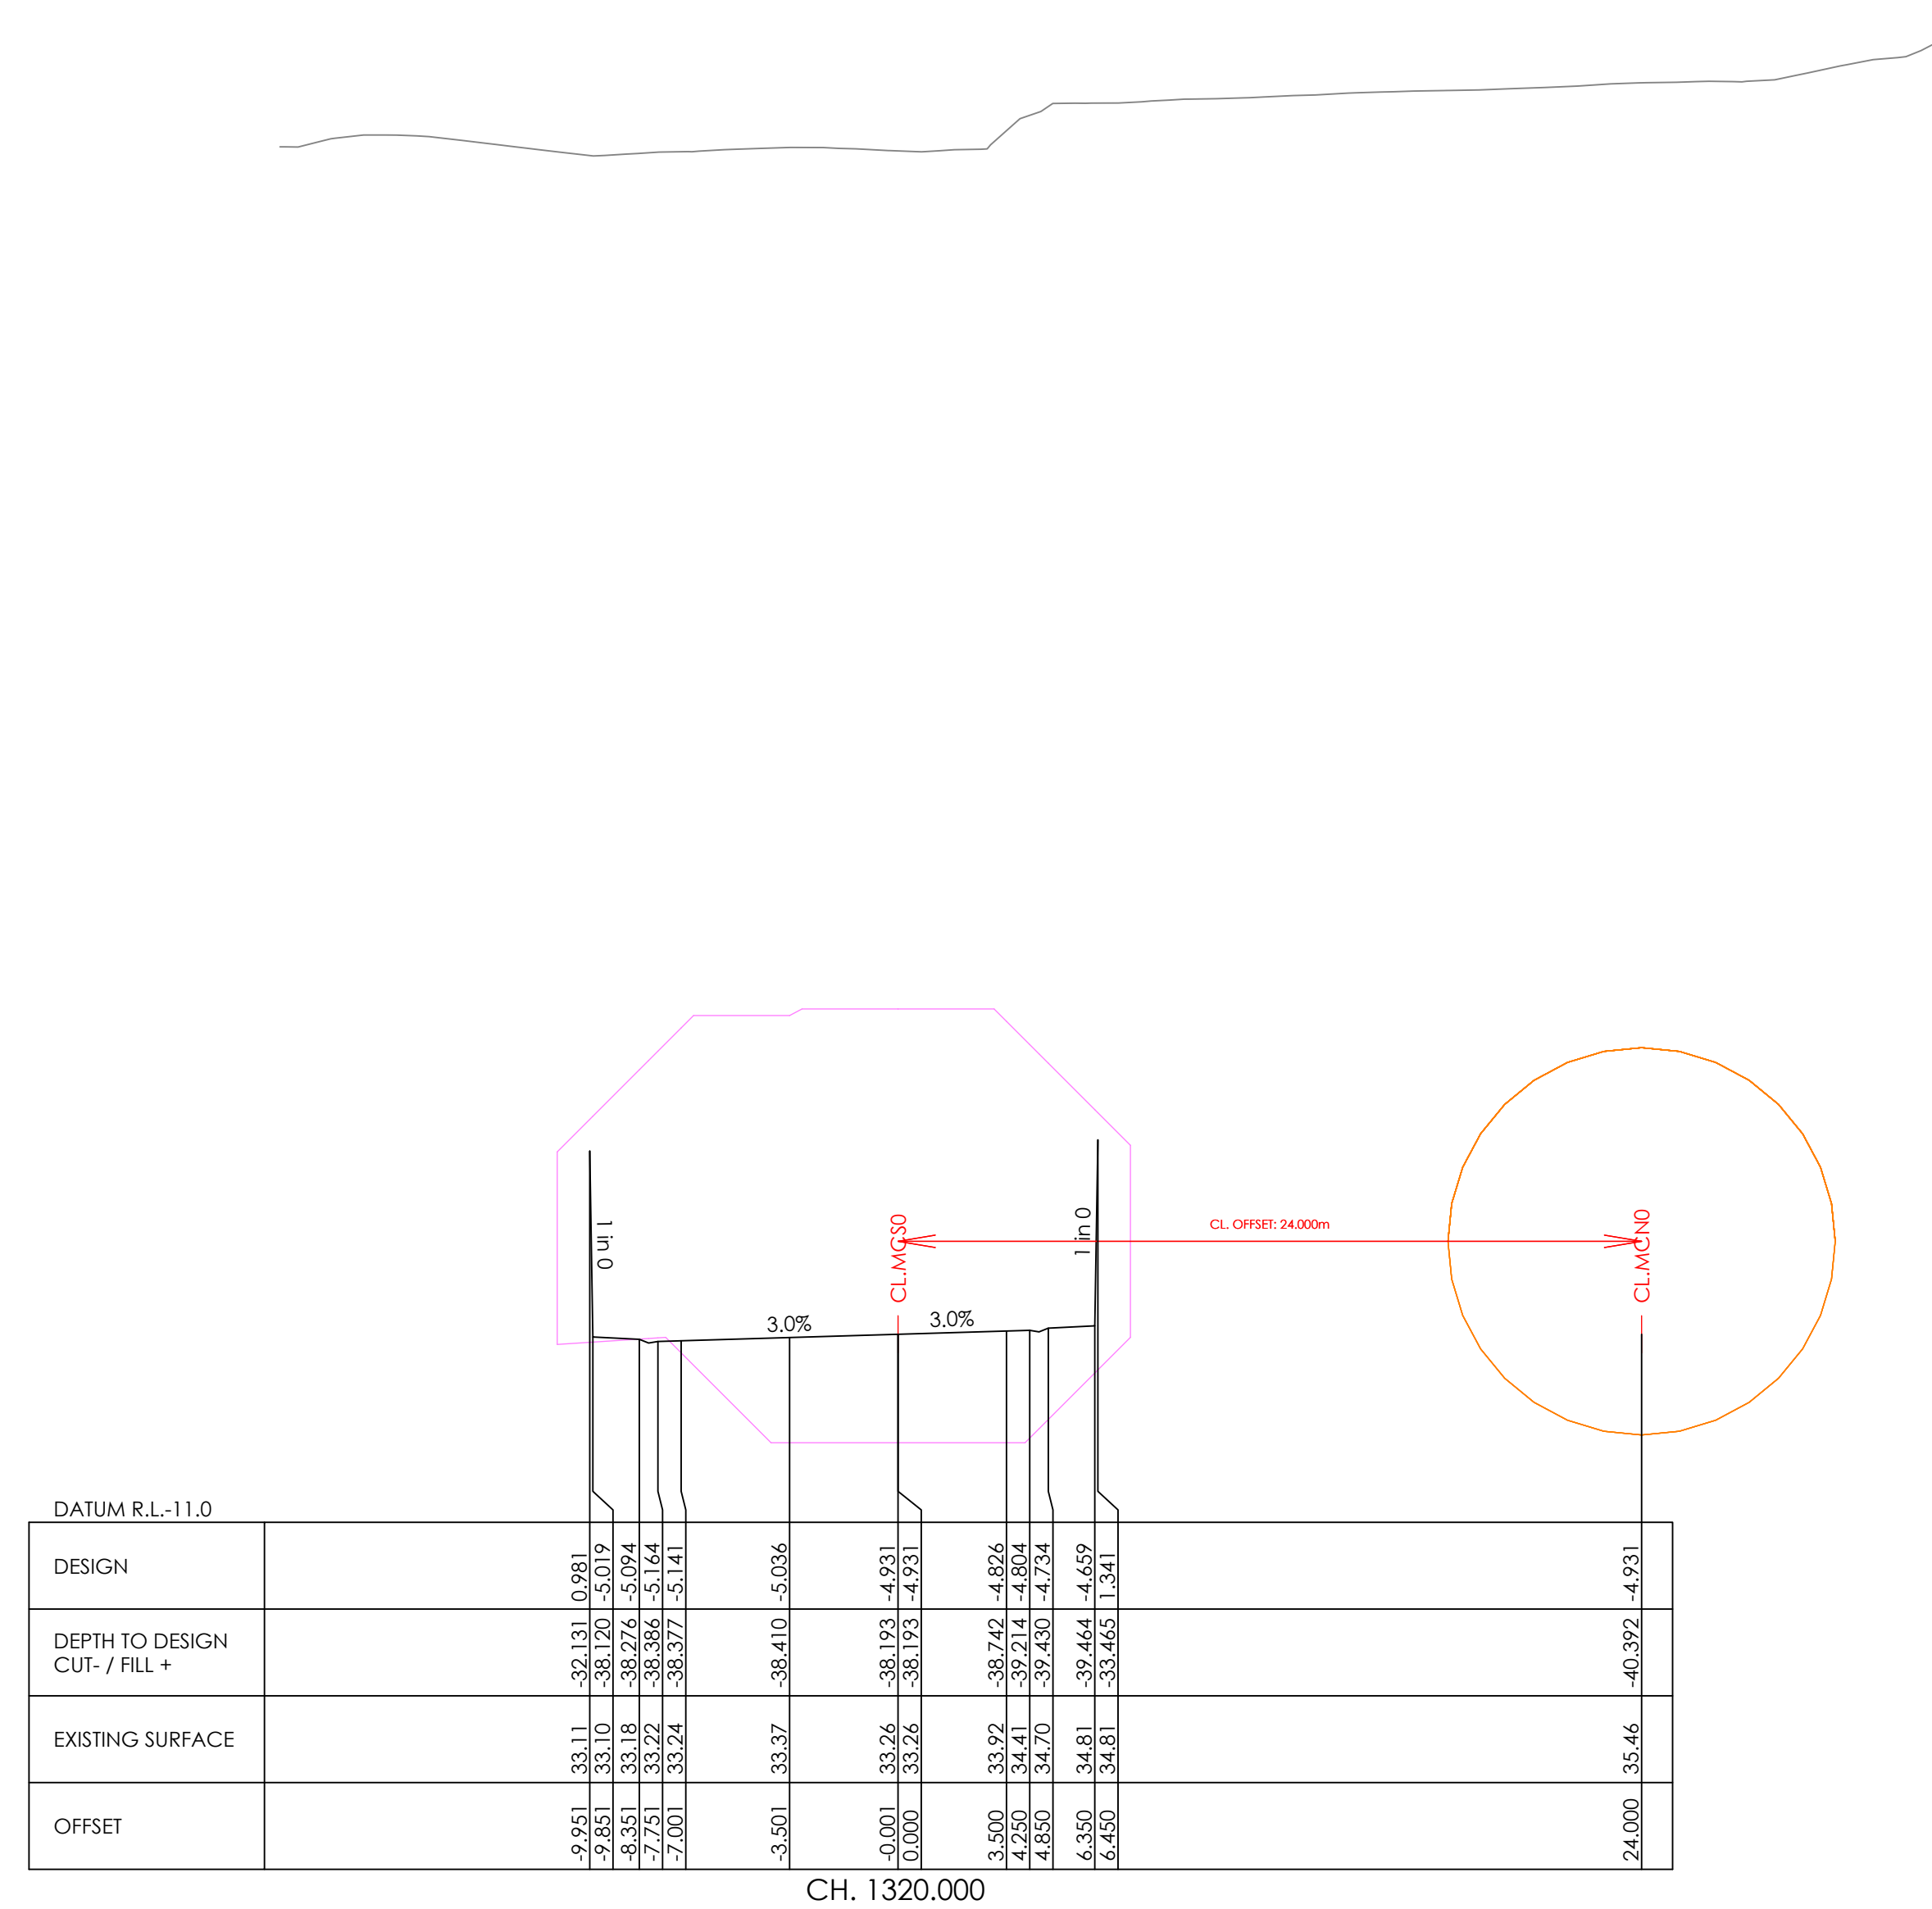 CL. OFFSET: 24.000m
CL.MCS0
CL.MCN0
1 in 0
1 in 0
3.0%
3.0%
DATUM R.L.-11.0
DESIGN 0.981 -5.019 -5.094 -5.164 -5.141 -5.036 -4.931 -4.931 -4.826 -4.804 -4.734 -4.659 1.341 -4.931
DEPTH TO DESIGN
CUT- / FILL + -32.131 -38.120 -38.276 -38.386 -38.377 -38.410 -38.193 -38.193 -38.742 -39.214 -39.430 -39.464 -33.465 -40.392
EXISTING SURFACE 33.11 33.10 33.18 33.22 33.24 33.37 33.26 33.26 33.92 34.41 34.70 34.81 34.81 35.46
OFFSET -9.951 -9.851 -8.351 -7.751 -7.001 -3.501 -0.001 0.000 3.500 4.250 4.850 6.350 6.450 24.000
CH. 1320.000